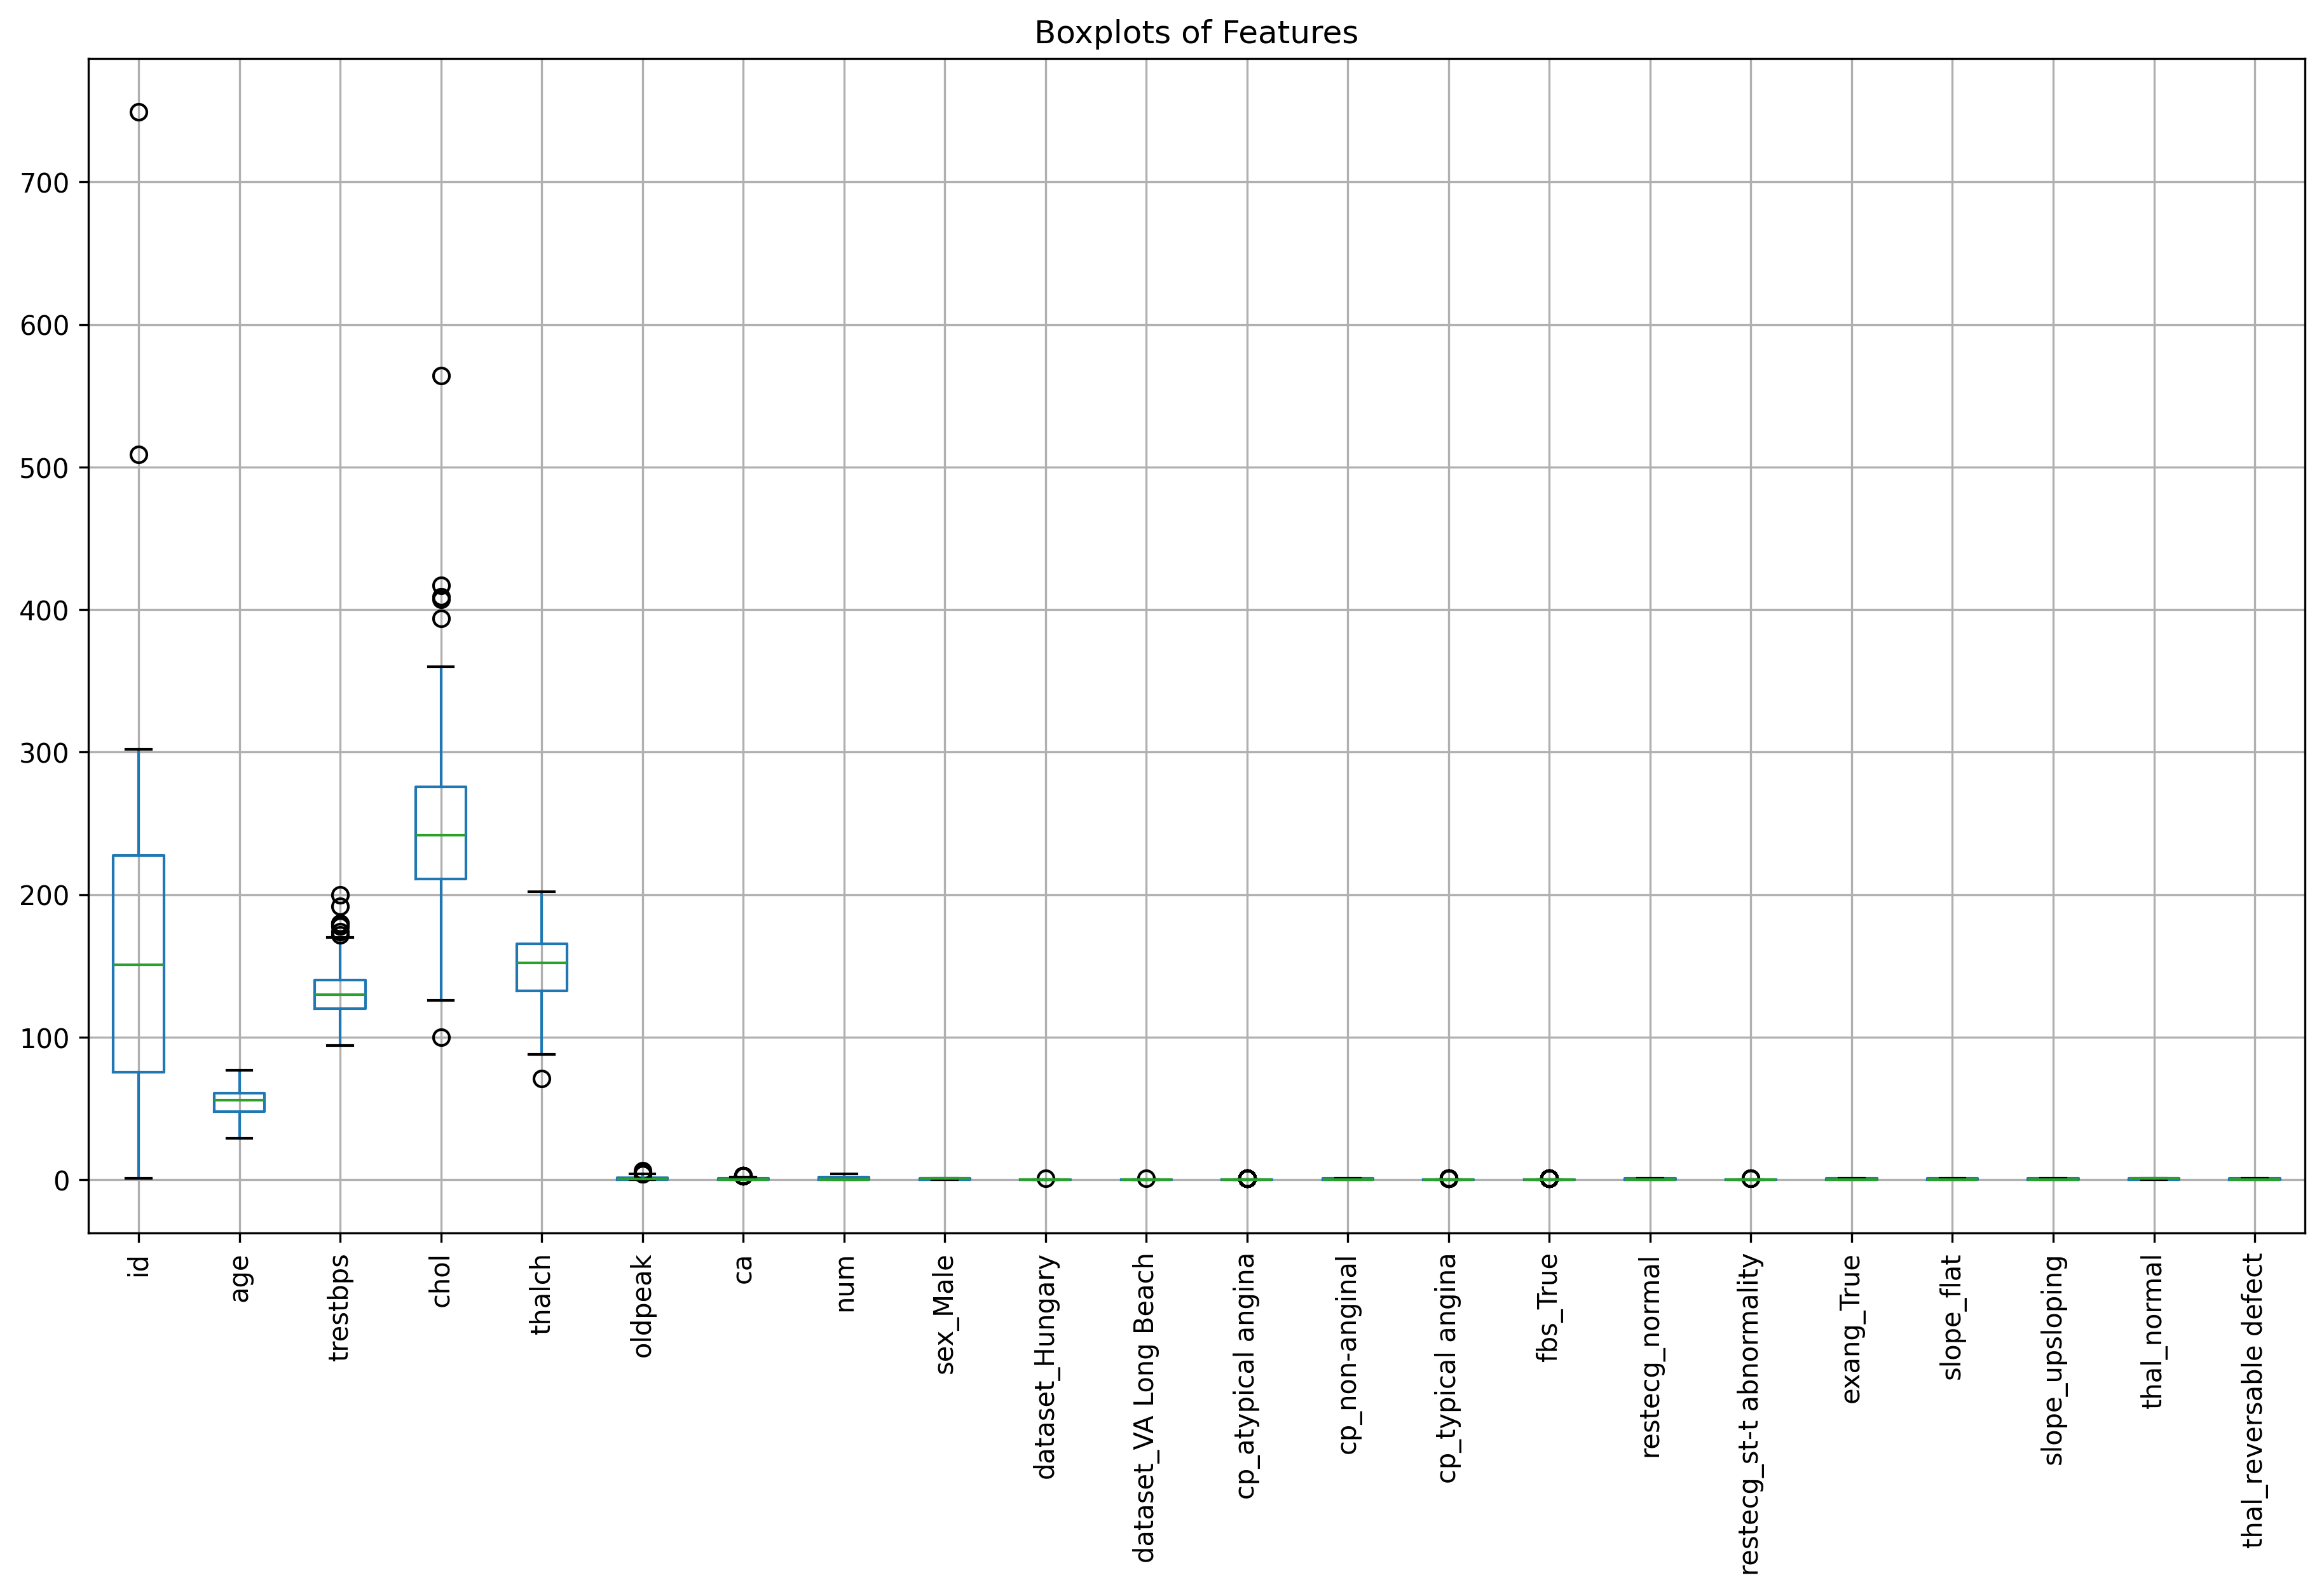 Boxplots of Features
700
600
500
400
300
200
100
0
id
age
trestbps
chol
thalch
oldpeak
ca
num
sex_Male
dataset_Hungary
dataset_VA Long Beach
cp_atypical angina
cp_non-anginal
cp_typical angina
fbs_True
restecg_normal
restecg_st-t abnormality
exang_True
slope_flat
slope_upsloping
thal_normal
thal_reversable defect